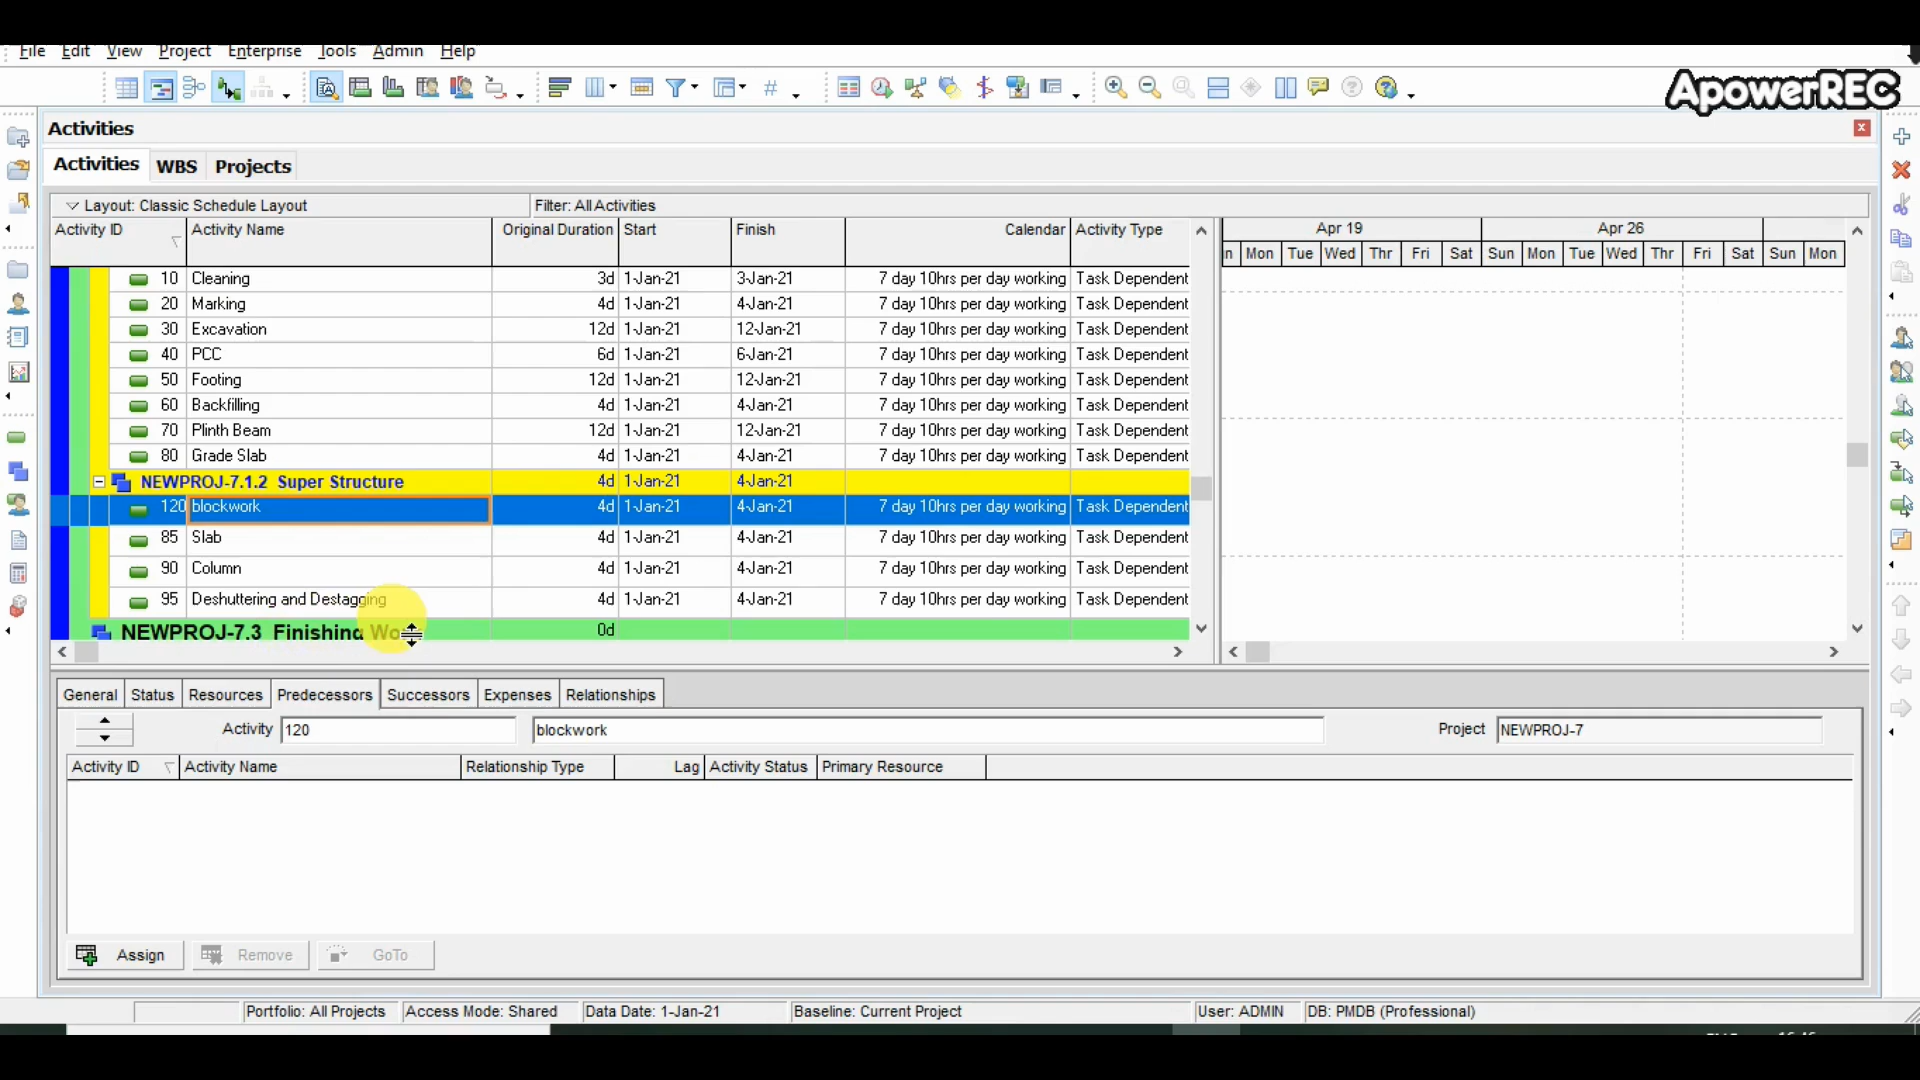 File Edit View Project Enterprise Tools Admin Help
ApowerREC
Activities
Activities WBS Projects
Layout: Classic Schedule Layout Filter: All Activities
Activity ID Activity Name Original Duration Start Finish Calendar Activity Type Apr 19 Apr 26
n Mon Tue Wed Thr Fri Sat Sun Mon Tue Wed Thr Fri Sat Sun Mon
10 Cleaning 3d 1-Jan-21 3-Jan-21 7 day 10hrs per day working Task Dependent
20 Marking 4d 1-Jan-21 4-Jan-21 7 day 10hrs per day working Task Dependent
30 Excavation 12d 1-Jan-21 12-Jan-21 7 day 10hrs per day working Task Dependent
40 PCC 6d 1-Jan-21 6-Jan-21 7 day 10hrs per day working Task Dependent
50 Footing 12d 1-Jan-21 12-Jan-21 7 day 10hrs per day working Task Dependent
60 Backfilling 4d 1-Jan-21 4-Jan-21 7 day 10hrs per day working Task Dependent
70 Plinth Beam 12d 1-Jan-21 12-Jan-21 7 day 10hrs per day working Task Dependent
80 Grade Slab 4d 1-Jan-21 4-Jan-21 7 day 10hrs per day working Task Dependent
NEWPROJ-7.1.2 Super Structure 4d 1-Jan-21 4-Jan-21
120 blockwork 4d 1-Jan-21 4-Jan-21 7 day 10hrs per day working Task Dependent
85 Slab 4d 1-Jan-21 4-Jan-21 7 day 10hrs per day working Task Dependent
90 Column 4d 1-Jan-21 4-Jan-21 7 day 10hrs per day working Task Dependent
95 Deshuttering and Destagging 4d 1-Jan-21 4-Jan-21 7 day 10hrs per day working Task Dependent
NEWPROJ-7.3 Finishing 0d
General Status Resources Predecessors Successors Expenses Relationships
Activity 120 blockwork Project NEWPROJ-7
Activity ID Activity Name Relationship Type Lag Activity Status Primary Resource
Assign Remove GoTo
Portfolio: All Projects Access Mode: Shared Data Date: 1-Jan-21 Baseline: Current Project User: ADMIN DB: PMDB (Professional)